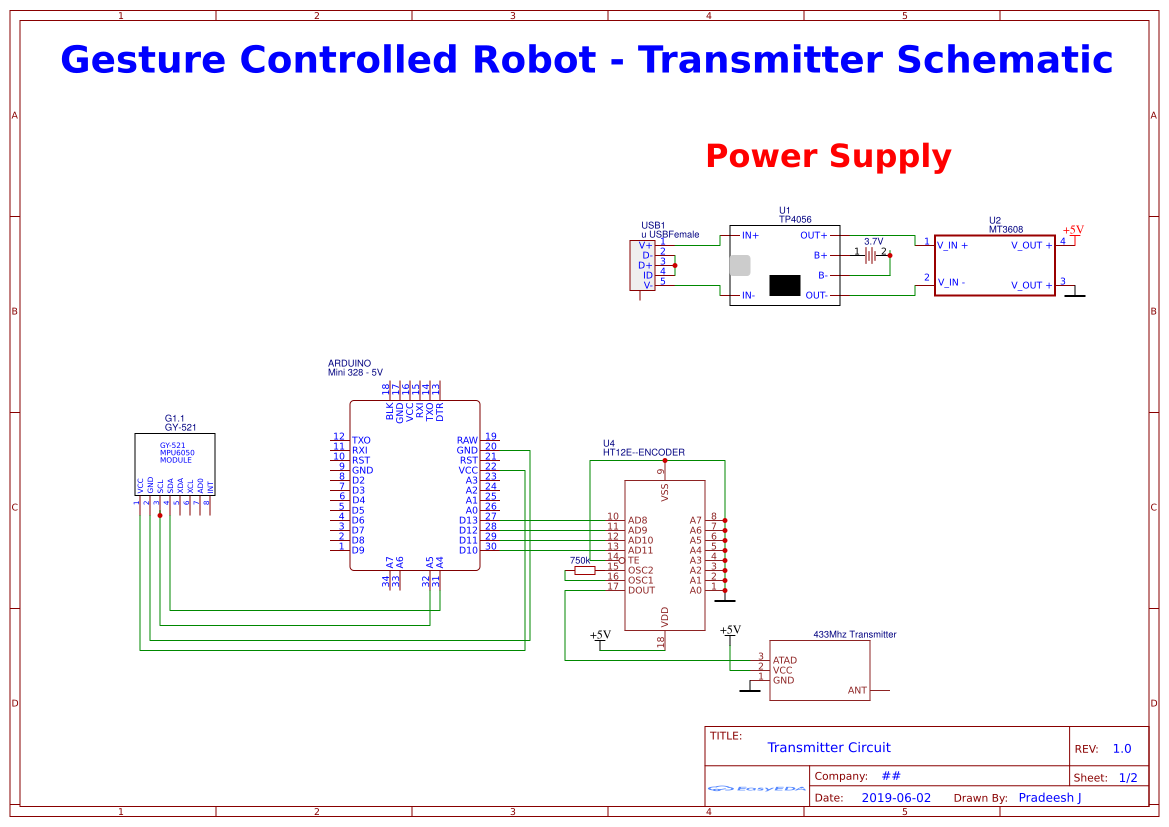 1 2 3 4 5
Gesture Controlled Robot - Transmitter Schematic
A A
Power Supply
USB1
u USBFemale
V+ 1
D- 2
D+ 3
ID 4
V- 5
U1
TP4056
IN+ OUT+
B+ 1 3.7V 2
B-
IN- OUT-
U2
MT3608
1 V_IN + V_OUT + 4 +5V
2 V_IN - V_OUT + 3
B B
ARDUINO
Mini 328 - 5V
18 17 16 15 14 13
BLK GND VCC RXI TXO DTR
12 TXO RAW 19
11 RXI GND 20
10 RST RST 21
9 GND VCC 22
8 D2 A3 23
7 D3 A2 24
6 D4 A1 25
5 D5 A0 26
4 D6 D13 27
3 D7 D12 28
2 D8 D11 29
1 D9 D10 30
A7 A6 A5 A4
34 33 32 31
G1.1
GY-521
GY-521
MPU6050
MODULE
VCC GND SCL SDA XDA XCL AD0 INT
1 2 3 4 5 6 7 8
C C
U4
HT12E--ENCODER
9
VSS
10 AD8 A7 8
11 AD9 A6 7
12 AD10 A5 6
13 AD11 A4 5
14 TE A3 4
15 OSC2 A2 3
16 OSC1 A1 2
17 DOUT A0 1
VDD
18
750k
+5V
+5V
433Mhz Transmitter
3 ATAD
2 VCC
1 GND
ANT
D D
TITLE:
Transmitter Circuit
REV: 1.0
EasyEDA
Company: ##
Sheet: 1/2
Date: 2019-06-02 Drawn By: Pradeesh J
1 2 3 4 5